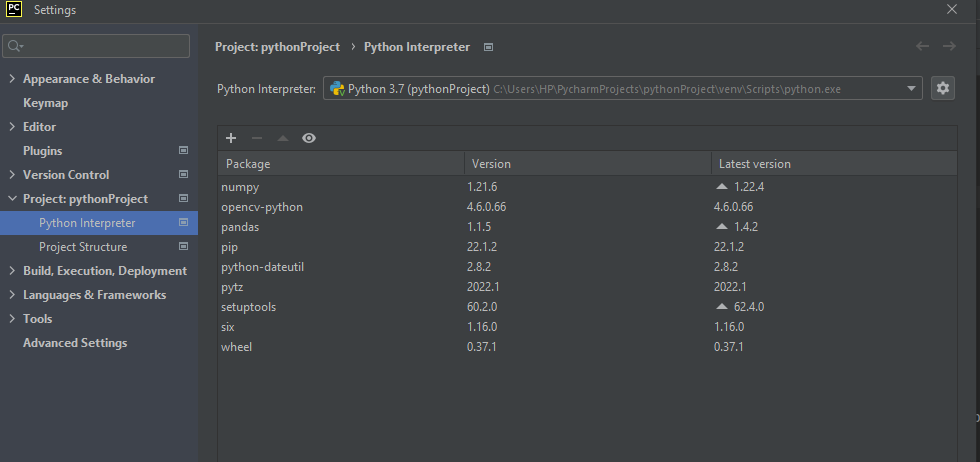 PC Settings
Project: pythonProject › Python Interpreter
Appearance & Behavior
Keymap
Editor
Plugins
Version Control
Project: pythonProject
Python Interpreter
Project Structure
Build, Execution, Deployment
Languages & Frameworks
Tools
Advanced Settings
Python Interpreter: Python 3.7 (pythonProject) C:\Users\HP\PycharmProjects\pythonProject\venv\Scripts\python.exe
Package Version Latest version
numpy 1.21.6 1.22.4
opencv-python 4.6.0.66 4.6.0.66
pandas 1.1.5 1.4.2
pip 22.1.2 22.1.2
python-dateutil 2.8.2 2.8.2
pytz 2022.1 2022.1
setuptools 60.2.0 62.4.0
six 1.16.0 1.16.0
wheel 0.37.1 0.37.1